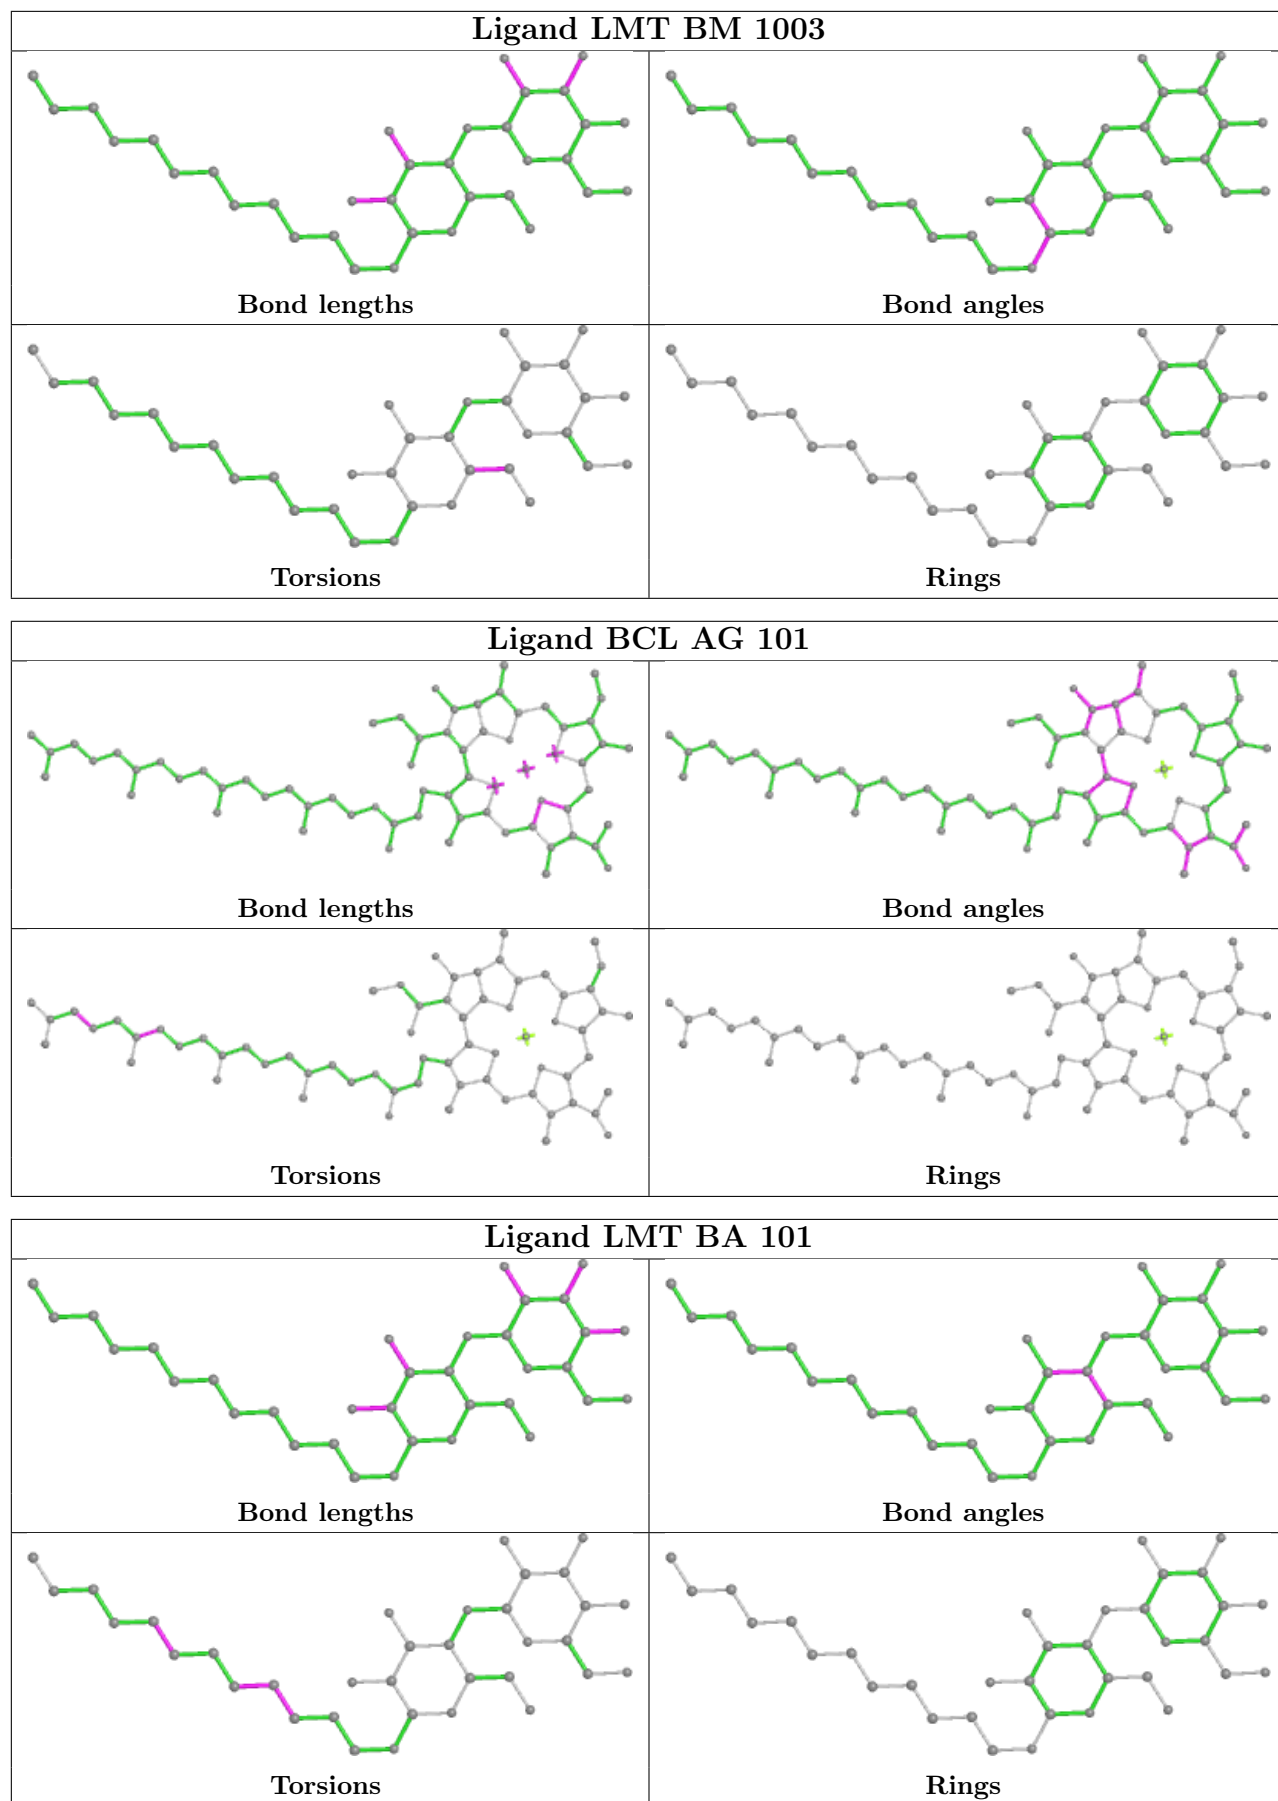 Ligand LMT BM 1003
Bond lengths
Bond angles
Torsions
Rings
Ligand BCL AG 101
Bond lengths
Bond angles
Torsions
Rings
Ligand LMT BA 101
Bond lengths
Bond angles
Torsions
Rings